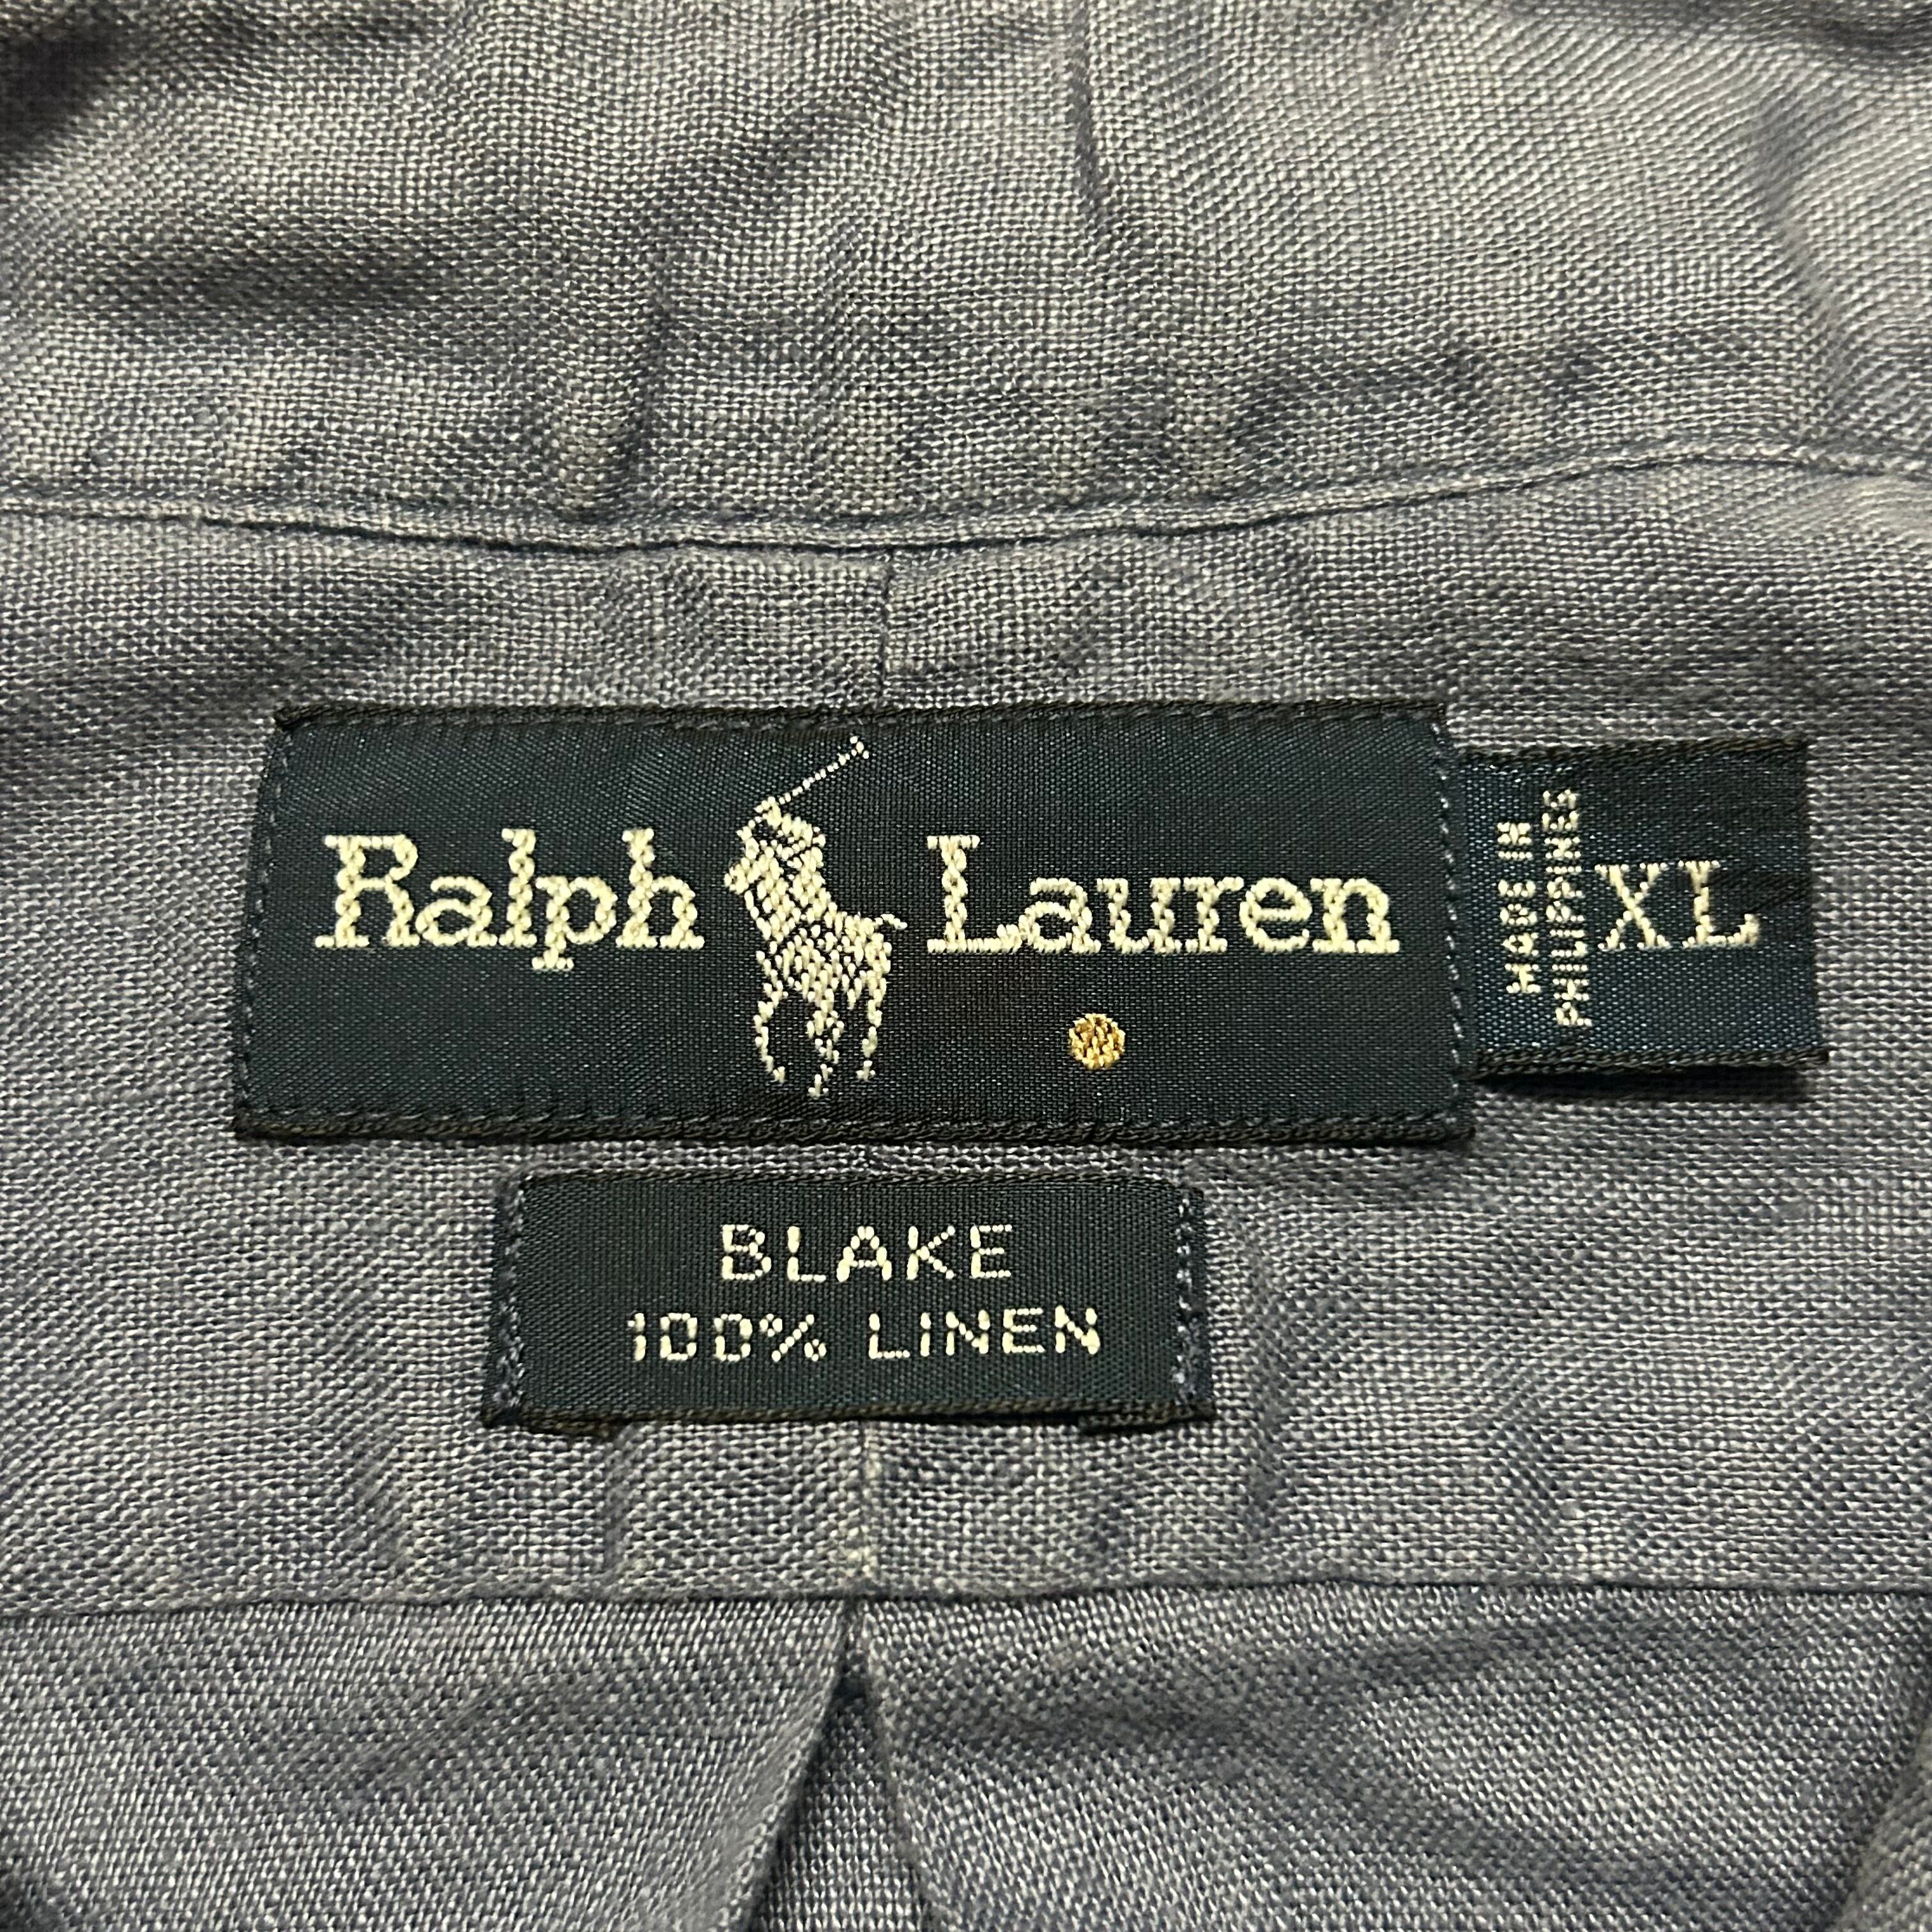 Ralph Lauren
MADE IN
PHILIPPINES
XL
BLAKE
100% LINEN